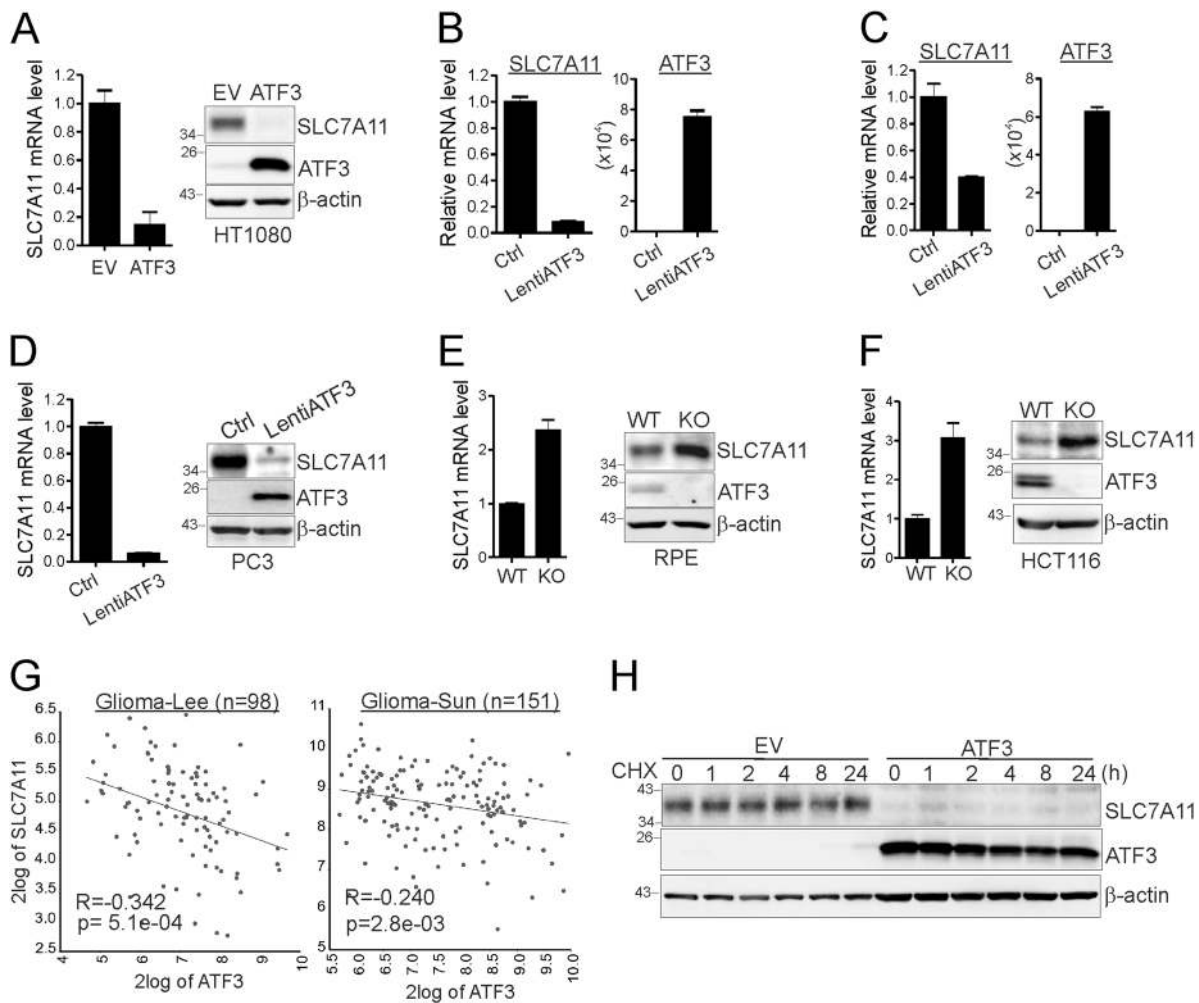 A
SLC7A11 mRNA level
1.2
1.0
0.8
0.6
0.4
0.2
0.0
EV ATF3
EV ATF3
34
SLC7A11
26
ATF3
43
β-actin
HT1080
B
SLC7A11
Relative mRNA level
1.2
1.0
0.8
0.6
0.4
0.2
0.0
Ctrl
LentiATF3
ATF3
(x10⁴)
8
6
4
2
0
Ctrl
LentiATF3
C
SLC7A11
Relative mRNA level
1.2
1.0
0.8
0.6
0.4
0.2
0.0
Ctrl
LentiATF3
ATF3
(x10⁴)
8
6
4
2
0
Ctrl
LentiATF3
D
SLC7A11 mRNA level
1.2
1.0
0.8
0.6
0.4
0.2
0.0
Ctrl
LentiATF3
Ctrl
LentiATF3
34
SLC7A11
26
ATF3
43
β-actin
PC3
E
SLC7A11 mRNA level
3
2
1
0
WT KO
WT KO
34
SLC7A11
26
ATF3
43
β-actin
RPE
F
SLC7A11 mRNA level
4
3
2
1
0
WT
KO
WT KO
34
SLC7A11
26
ATF3
43
β-actin
HCT116
G
Glioma-Lee (n=98)
2log of SLC7A11
6.5
6.0
5.5
5.0
4.5
4.0
3.5
3.0
2.5
R=-0.342
p= 5.1e-04
4 5 6 7 8 9 10
2log of ATF3
Glioma-Sun (n=151)
11
10
9
8
7
6
5
R=-0.240
p=2.8e-03
5.5 6.0 6.5 7.0 7.5 8.0 8.5 9.0 9.5 10.0
2log of ATF3
H
EV ATF3
CHX 0 1 2 4 8 24 0 1 2 4 8 24 (h)
43
SLC7A11
34
26
ATF3
43
β-actin